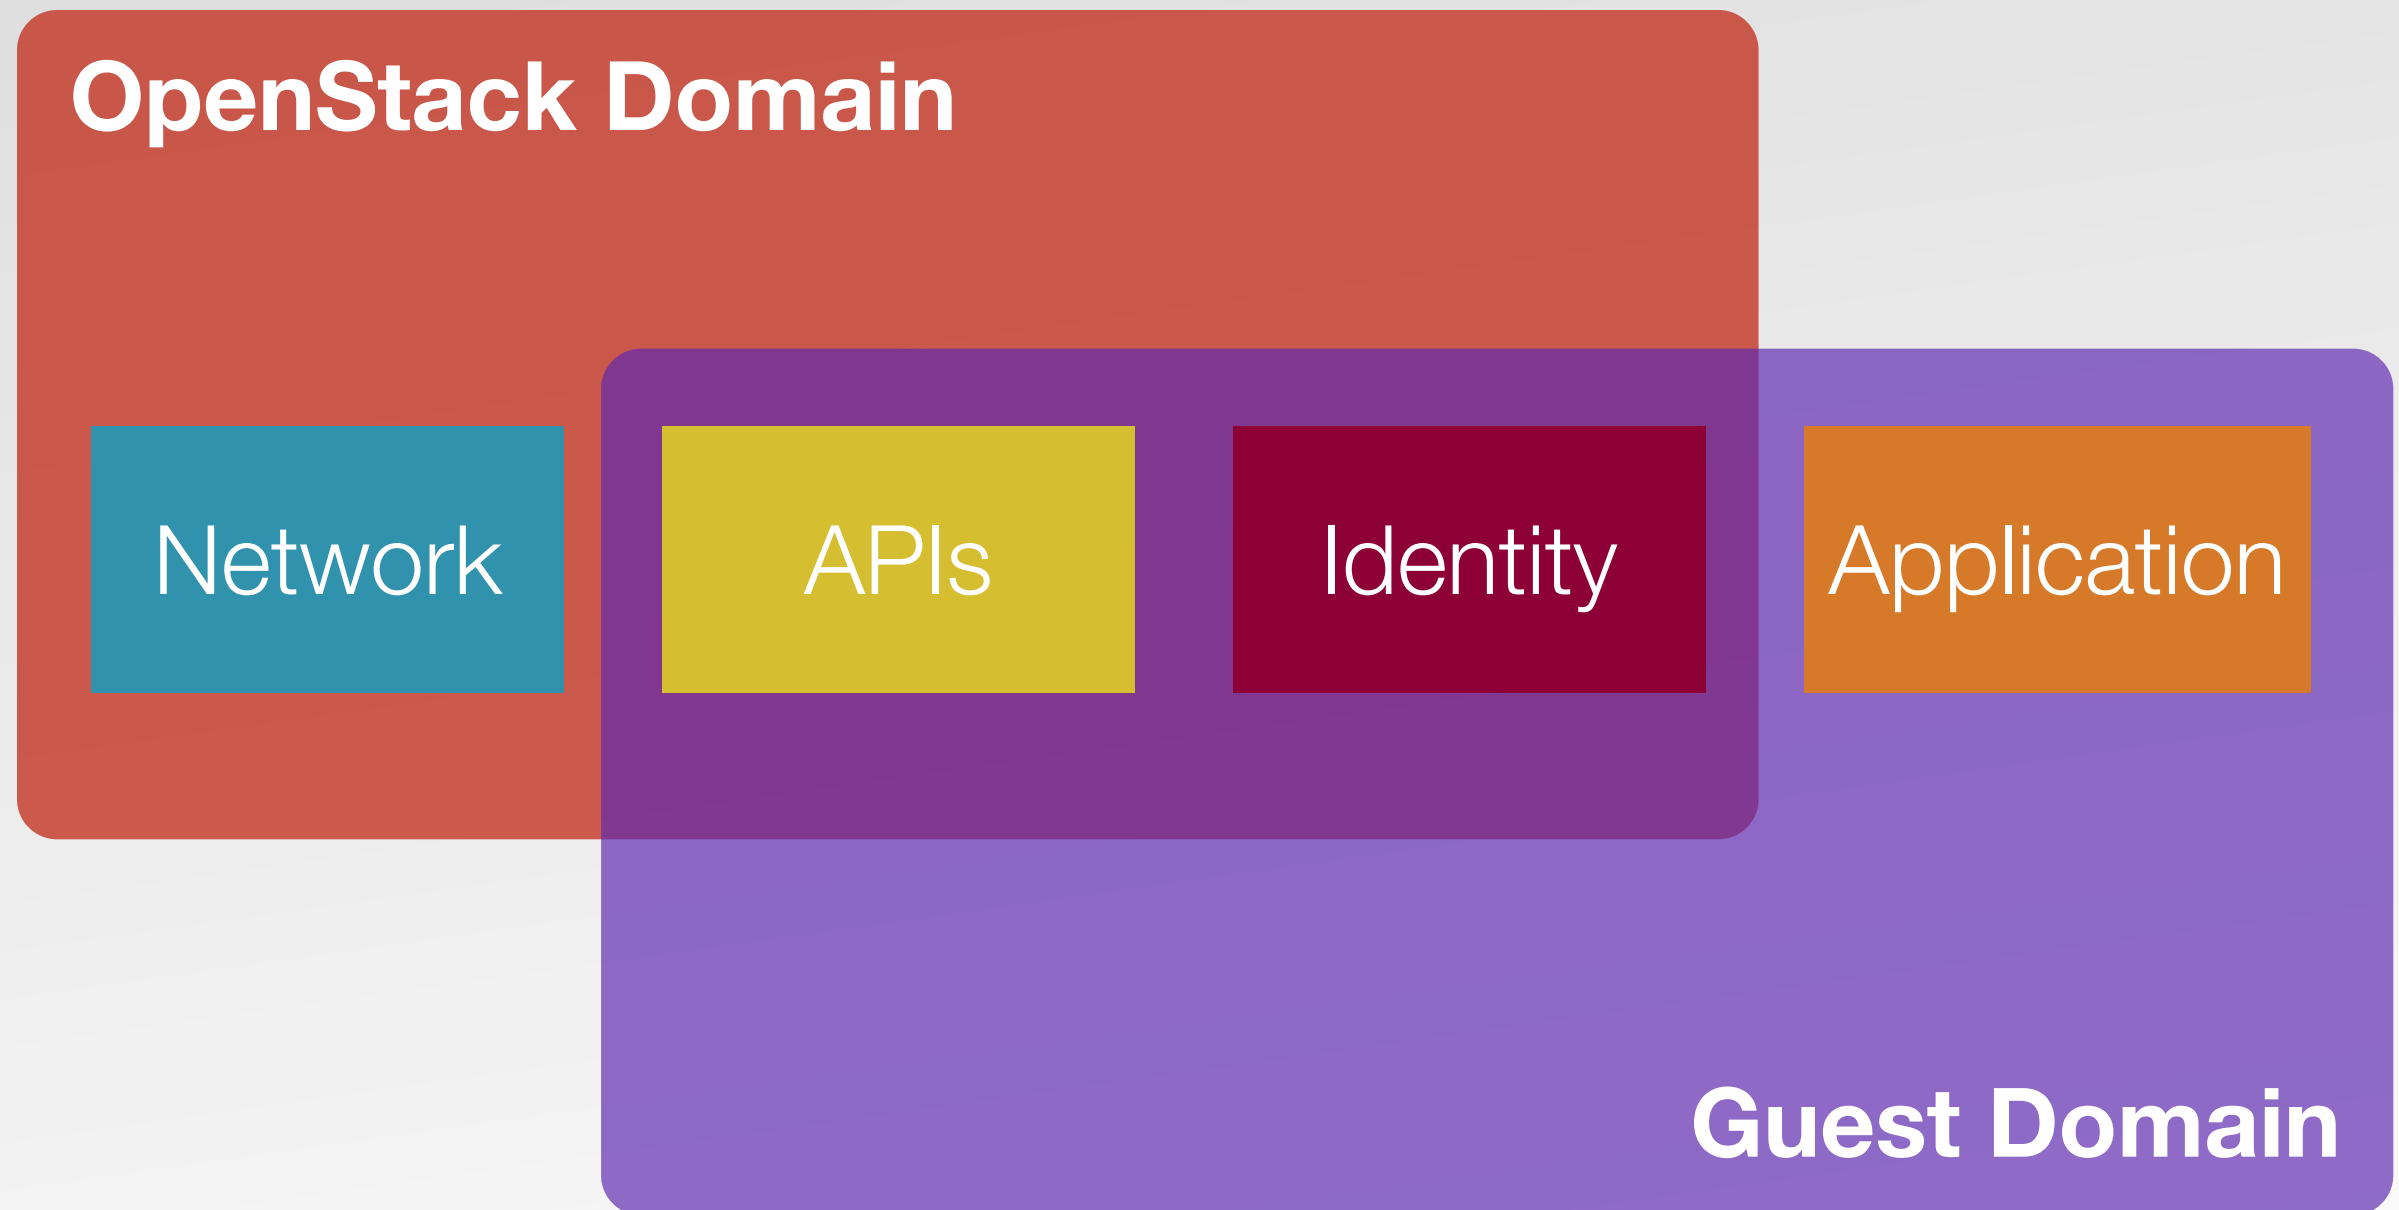 OpenStack Domain
Network
APIs
Identity
Application
Guest Domain